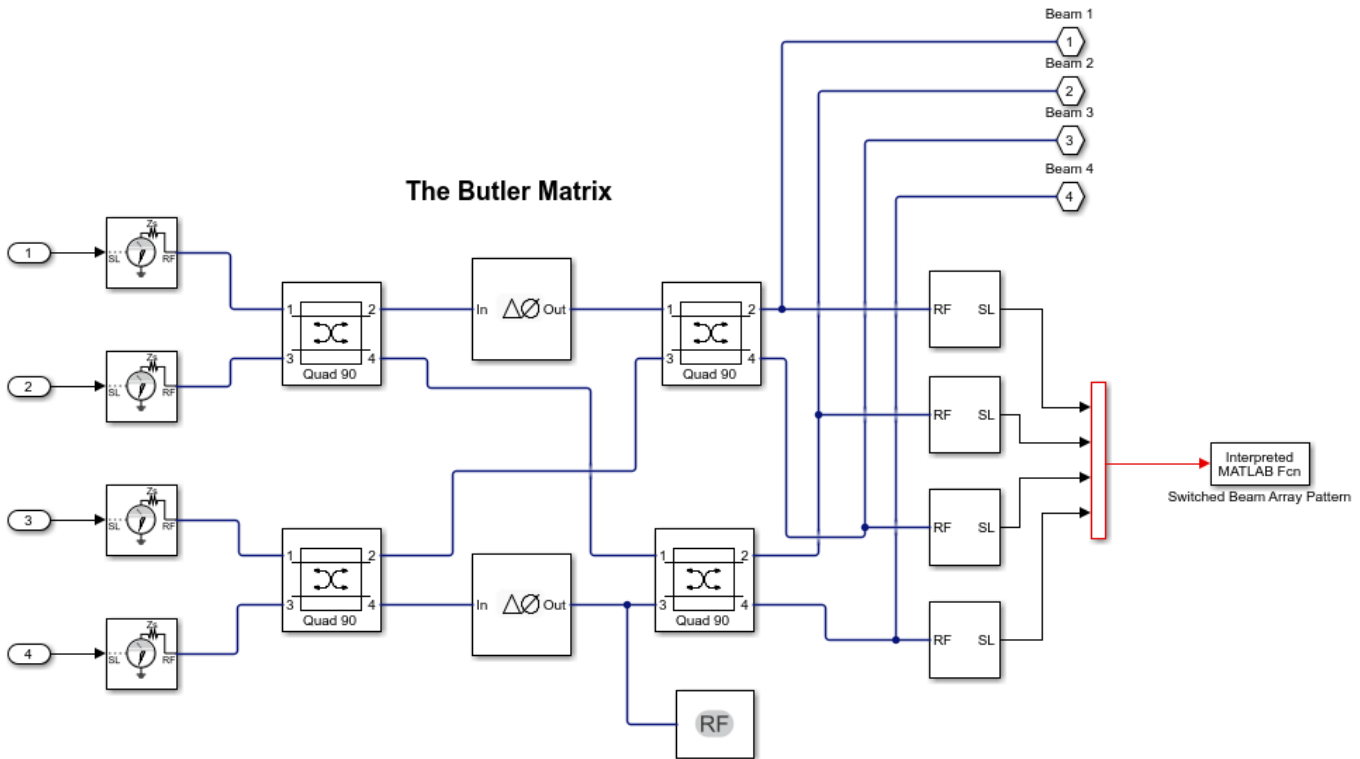 Beam 1
1
Beam 2
2
Beam 3
3
Beam 4
4
The Butler Matrix
1
SL Zs RF
2
SL Zs RF
3
SL Zs RF
4
SL Zs RF
1 2
3 4
Quad 90
In ΔØ Out
1 2
3 4
Quad 90
1 2
3 4
Quad 90
In ΔØ Out
1 2
3 4
Quad 90
RF
RF SL
RF SL
RF SL
RF SL
Interpreted
MATLAB Fcn
Switched Beam Array Pattern